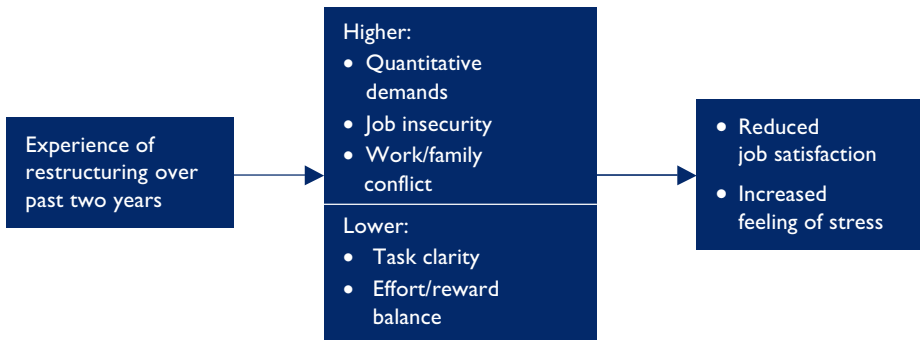 Experience of
restructuring over
past two years
Higher:
• Quantitative
demands
• Job insecurity
• Work/family
conflict
Lower:
• Task clarity
• Effort/reward
balance
• Reduced
job satisfaction
• Increased
feeling of stress